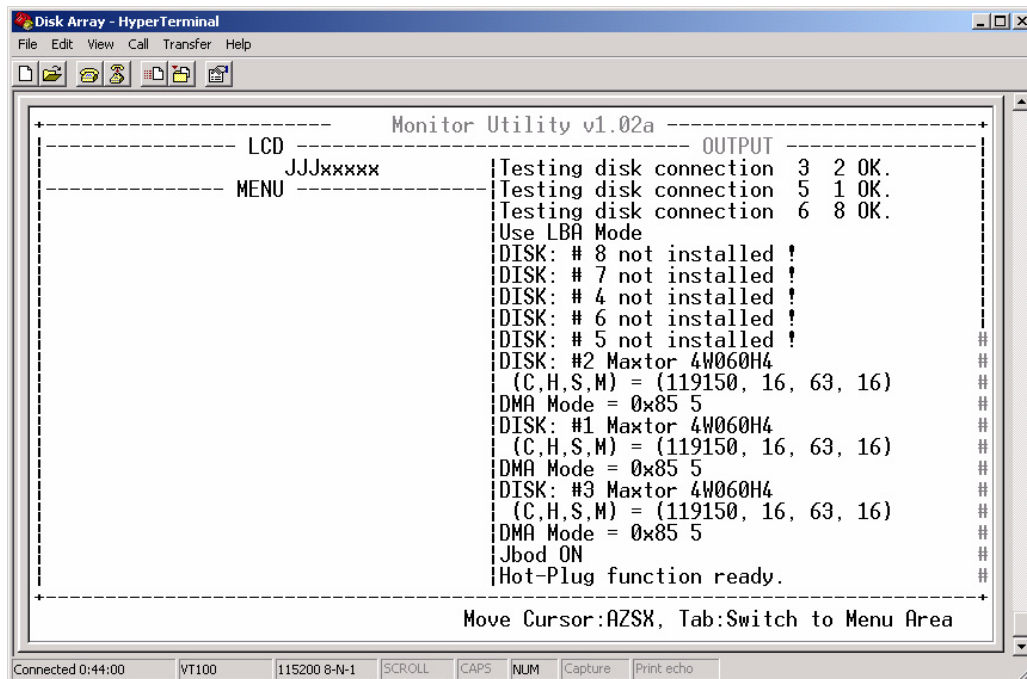 Disk Array - HyperTerminal
File Edit View Call Transfer Help
Monitor Utility v1.02a
LCD
OUTPUT
JJJxxxxx
MENU
Testing disk connection 3 2 OK.
Testing disk connection 5 1 OK.
Testing disk connection 6 8 OK.
Use LBA Mode
DISK: # 8 not installed !
DISK: # 7 not installed !
DISK: # 4 not installed !
DISK: # 6 not installed !
DISK: # 5 not installed !
DISK: #2 Maxtor 4W060H4
(C,H,S,M) = (119150, 16, 63, 16)
DMA Mode = 0x85 5
DISK: #1 Maxtor 4W060H4
(C,H,S,M) = (119150, 16, 63, 16)
DMA Mode = 0x85 5
DISK: #3 Maxtor 4W060H4
(C,H,S,M) = (119150, 16, 63, 16)
DMA Mode = 0x85 5
Jbod ON
Hot-Plug function ready.
Move Cursor:AZSX, Tab:Switch to Menu Area
Connected 0:44:00 VT100 115200 8-N-1 SCROLL CAPS NUM Capture Print echo